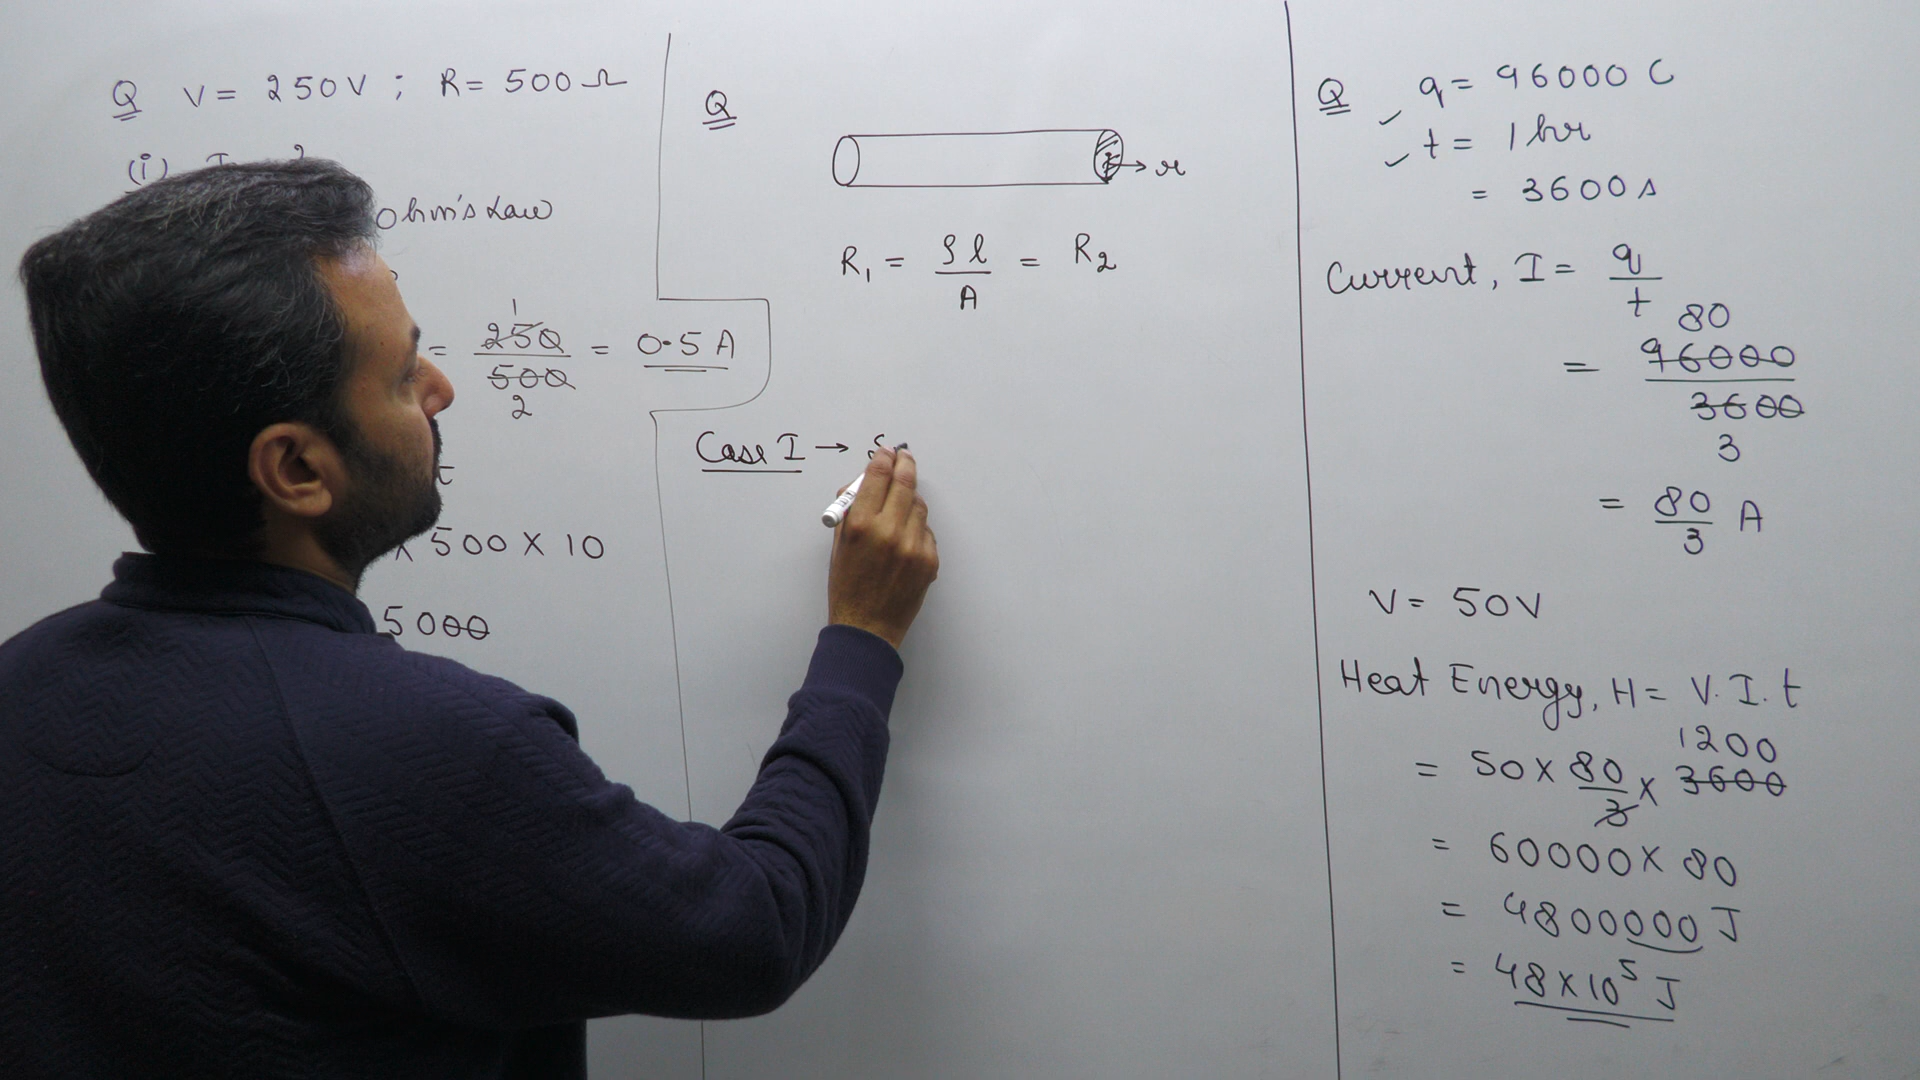 Q V = 250V ; R = 500 Ω
(i) I = ?
Ohm's Law
= 250/500 = 0.5 A
1
2
t
x 500 X 10
5000
Q
r
R₁ = ρl/A = R₂
Case I →
Q q = 96000 C
t = 1 hr
= 3600 s
Current, I = q/t
80
= 96000/3600
3
= 80/3 A
V = 50V
Heat Energy, H = V.I.t
1200
= 50 X 80/3 X 3600
= 60000 X 80
= 4800000 J
= 48 X 10⁵ J